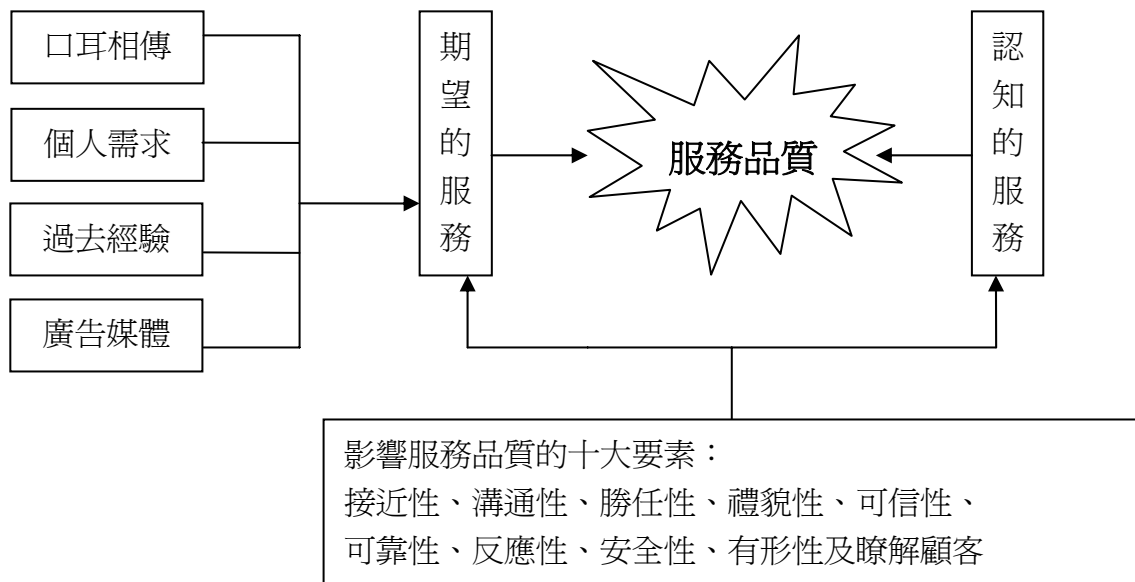 口耳相傳
個人需求
過去經驗
廣告媒體
期望的服務
服務品質
認知的服務
影響服務品質的十大要素：
接近性、溝通性、勝任性、禮貌性、可信性、
可靠性、反應性、安全性、有形性及瞭解顧客